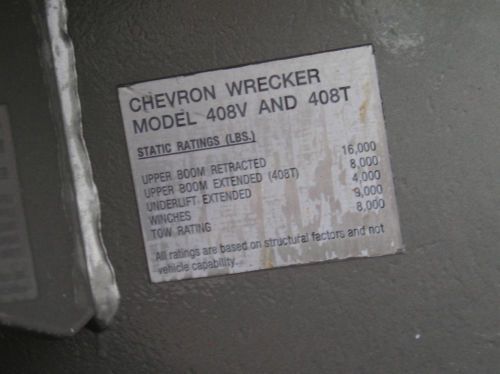 CHEVRON WRECKER
MODEL 408V AND 408T
STATIC RATINGS (LBS.)
UPPER BOOM RETRACTED 16,000
UPPER BOOM EXTENDED (408T) 8,000
UNDERLIFT EXTENDED 4,000
WINCHES 9,000
TOW RATING 8,000
All ratings are based on structural factors and not
vehicle capability.